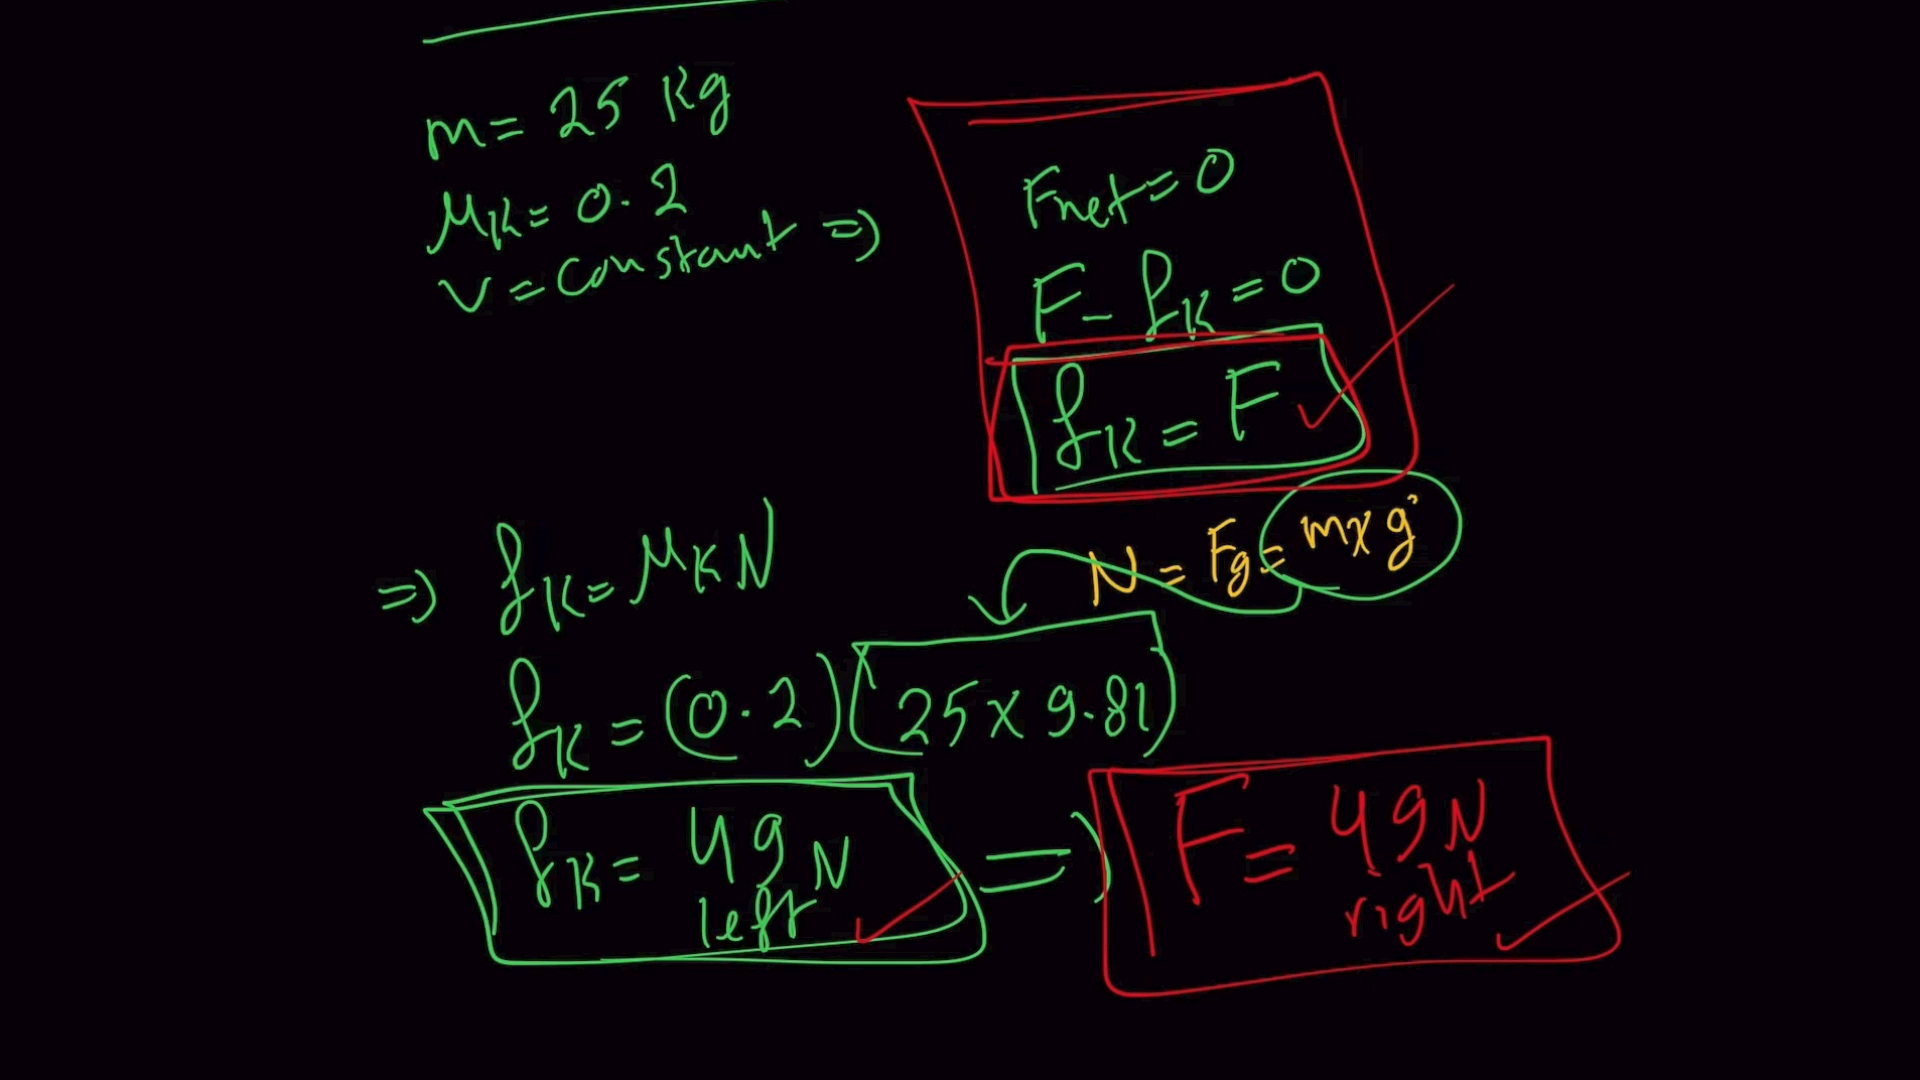 m = 25 Kg
μK = 0.2
V = Constant ⇒
Fnet = 0
F - fK = 0
fK = F
N = Fg = m x g
⇒ fK = μK N
fK = (0.2) (25 x 9.81)
fK = 49 N left
⇒ F = 49 N right